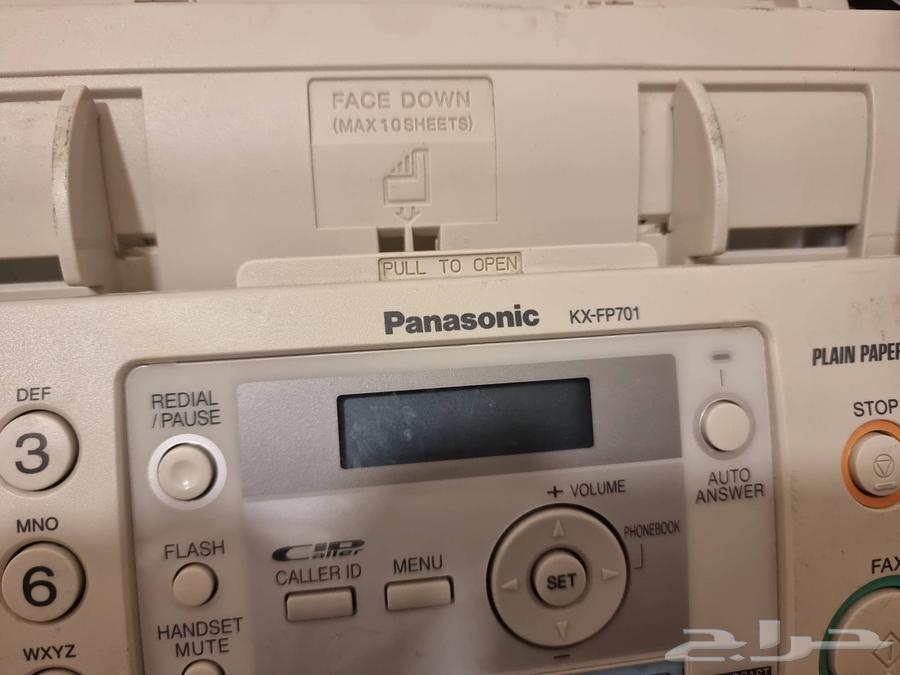 FACE DOWN
(MAX 10 SHEETS)
PULL TO OPEN
Panasonic KX-FP701
PLAIN PAPER
DEF
3
REDIAL
/PAUSE
STOP
AUTO
ANSWER
MNO
6
+ VOLUME
PHONEBOOK
FLASH
CALLER ID
MENU
SET
FAX
HANDSET
MUTE
WXYZ
حراج